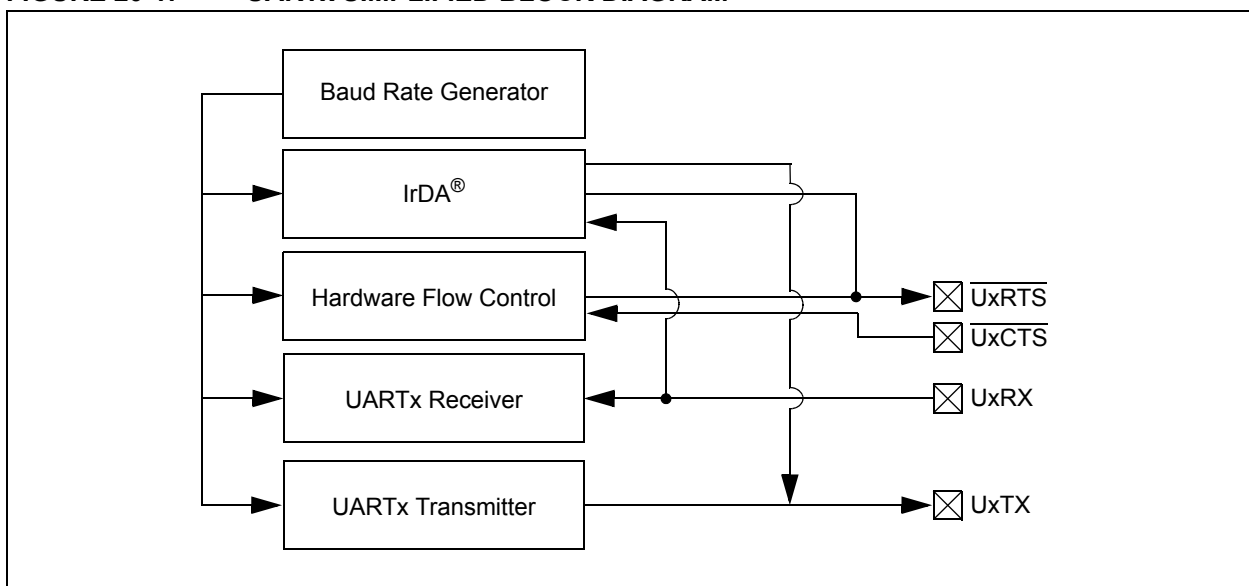 Baud Rate Generator
IrDA®
Hardware Flow Control
UxRTS
UxCTS
UARTx Receiver
UxRX
UARTx Transmitter
UxTX